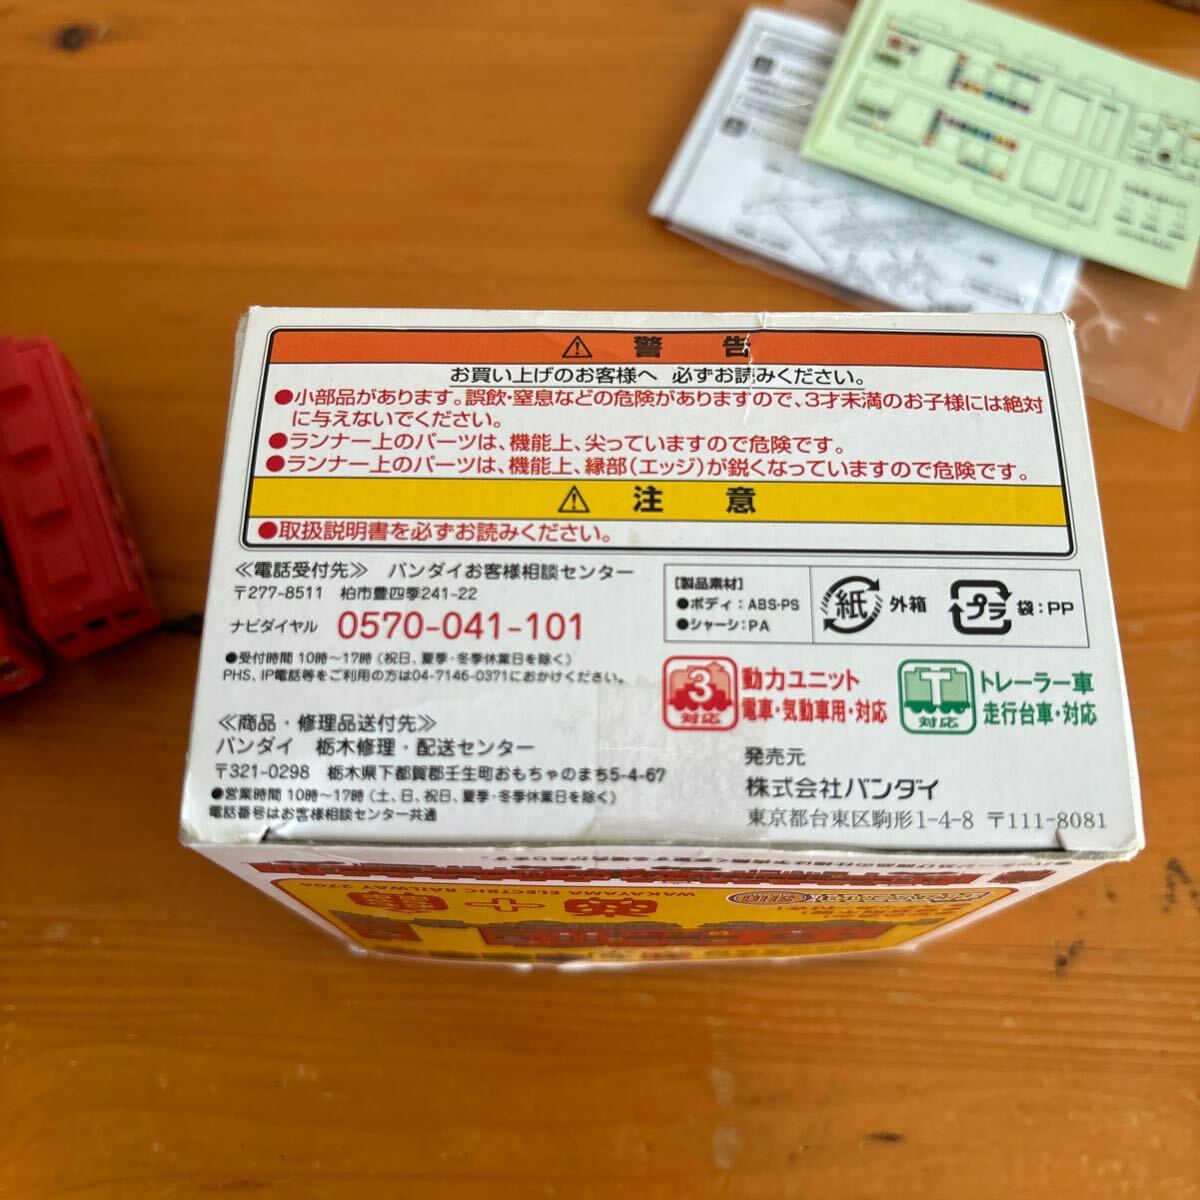 警告
お買い上げのお客様へ 必ずお読みください。
●小部品があります。誤飲・窒息などの危険がありますので、3才未満のお子様には絶対
に与えないでください。
●ランナー上のパーツは、機能上、尖っていますので危険です。
●ランナー上のパーツは、機能上、縁部(エッジ)が鋭くなっていますので危険です。
注意
●取扱説明書を必ずお読みください。
≪電話受付先≫ バンダイお客様相談センター
〒277-8511 柏市豊四季241-22
ナビダイヤル 0570-041-101
●受付時間 10時～17時(祝日、夏季・冬季休業日を除く)
PHS、IP電話等をご利用の方は04-7146-0371におかけください。
≪商品・修理品送付先≫
バンダイ 栃木修理・配送センター
〒321-0298 栃木県下都賀郡壬生町おもちゃのまち5-4-67
●営業時間 10時～17時(土、日、祝日、夏季・冬季休業日を除く)
電話番号はお客様相談センター共通
【製品素材】
●ボディ：ABS・PS
●シャーシ：PA
紙 外箱
プラ 袋：PP
3 対応
動力ユニット
電車・気動車用・対応
T 対応
トレーラー車
走行台車・対応
発売元
株式会社バンダイ
東京都台東区駒形1-4-8 〒111-8081
WAKAYAMA ELECTRIC RAILWAY 2706